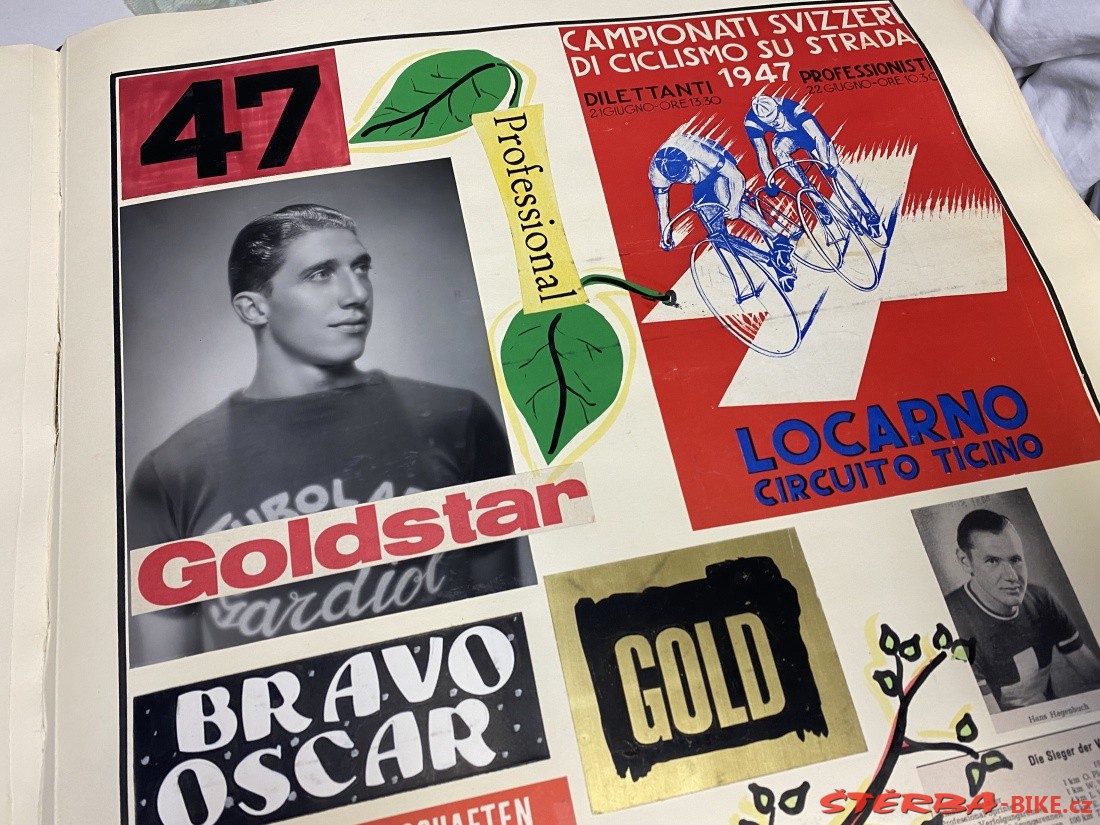 47
Professional
CAMPIONATI SVIZZERI
DI CICLISMO SU STRADA
1947
DILETTANTI
21 GIUGNO-ORE 13.30
PROFESSIONISTI
22 GIUGNO-ORE 10.30
LOCARNO
CIRCUITO TICINO
Goldstar
BRAVO
OSCAR
GOLD
Hans Hagenbuch
Die Sieger der
ŠTĚRBA-BIKE.cz